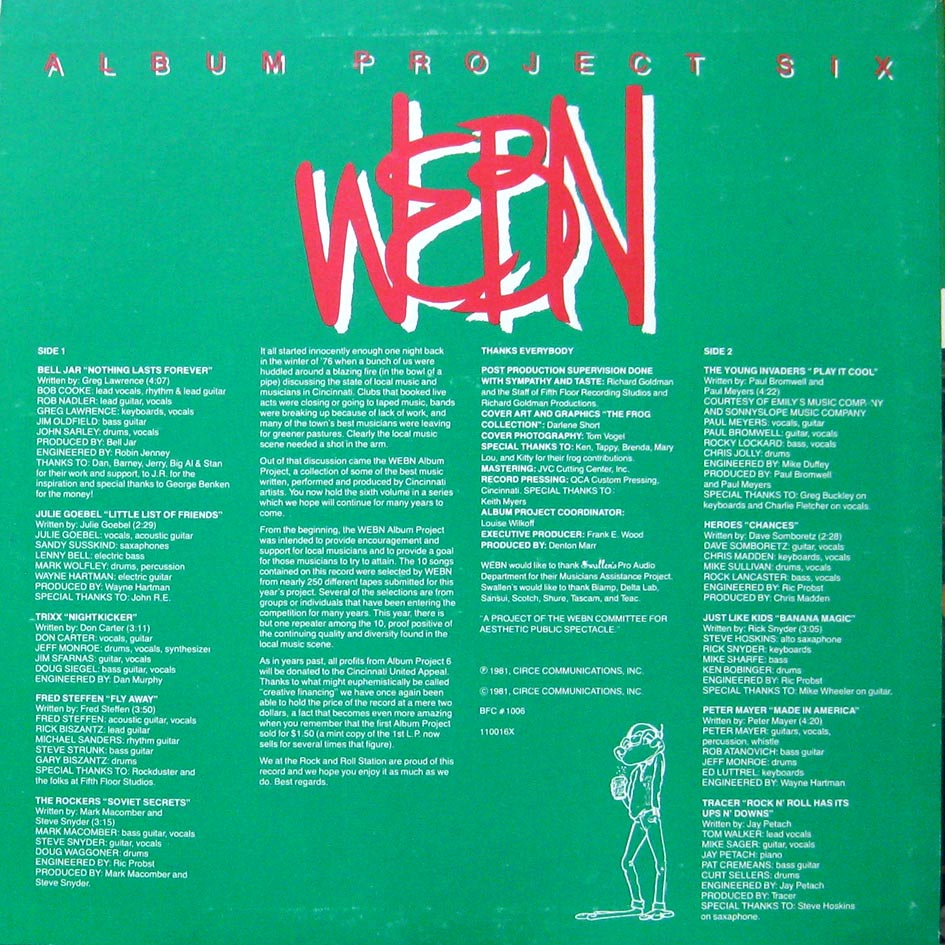 ALBUM PROJECT SIX
WEBN
SIDE 1
BELL JAR "NOTHING LASTS FOREVER"
Written by: Greg Lawrence (4:07)
BOB COOKE: lead vocals, rhythm & lead guitar
ROB NADLER: lead guitar, vocals
GREG LAWRENCE: keyboards, vocals
JIM OLDFIELD: bass guitar
JOHN SARLEY: drums, vocals
PRODUCED BY: Bell Jar
ENGINEERED BY: Robin Jenney
THANKS TO: Dan, Barney, Jerry, Big Al & Stan
for their work and support, to J.R. for the
inspiration and special thanks to George Benken
for the money!
JULIE GOEBEL "LITTLE LIST OF FRIENDS"
Written by: Julie Goebel (2:29)
JULIE GOEBEL: vocals, acoustic guitar
SANDY SUSSKIND: saxaphones
LENNY BELL: electric bass
MARK WOLFLEY: drums, percussion
WAYNE HARTMAN: electric guitar
PRODUCED BY: Wayne Hartman
SPECIAL THANKS TO: John R.E.
TRIXX "NIGHTKICKER"
Written by: Don Carter (3:11)
DON CARTER: vocals, guitar
JEFF MONROE: drums, vocals, synthesizer
JIM SFARNAS: guitar, vocals
DOUG SIEGEL: bass guitar, vocals
ENGINEERED BY: Dan Murphy
FRED STEFFEN "FLY AWAY"
Written by: Fred Steffen (3:50)
FRED STEFFEN: acoustic guitar, vocals
RICK BISZANTZ: lead guitar
MICHAEL SANDERS: rhythm guitar
STEVE STRUNK: bass guitar
GARY BISZANTZ: drums
SPECIAL THANKS TO: Rockduster and
the folks at Fifth Floor Studios.
THE ROCKERS "SOVIET SECRETS"
Written by: Mark Macomber and
Steve Snyder (3:15)
MARK MACOMBER: bass guitar, vocals
STEVE SNYDER: guitar, vocals
DOUG WAGGONER: drums
ENGINEERED BY: Ric Probst
PRODUCED BY: Mark Macomber and
Steve Snyder.
It all started innocently enough one night back
in the winter of '76 when a bunch of us were
huddled around a blazing fire (in the bowl of a
pipe) discussing the state of local music and
musicians in Cincinnati. Clubs that booked live
acts were closing or going to taped music, bands
were breaking up because of lack of work, and
many of the town's best musicians were leaving
for greener pastures. Clearly the local music
scene needed a shot in the arm.
Out of that discussion came the WEBN Album
Project, a collection of some of the best music
written, performed and produced by Cincinnati
artists. You now hold the sixth volume in a series
which we hope will continue for many years to
come.
From the beginning, the WEBN Album Project
was intended to provide encouragement and
support for local musicians and to provide a goal
for those musicians to try to attain. The 10 songs
contained on this record were selected by WEBN
from nearly 250 different tapes submitted for this
year's project. Several of the selections are from
groups or individuals that have been entering the
competition for many years. This year, there is
but one repeater among the 10, proof positive of
the continuing quality and diversity found in the
local music scene.
As in years past, all profits from Album Project 6
will be donated to the Cincinnati United Appeal.
Thanks to what might euphemistically be called
"creative financing" we have once again been
able to hold the price of the record at a mere two
dollars, a fact that becomes even more amazing
when you remember that the first Album Project
sold for $1.50 (a mint copy of the 1st L.P. now
sells for several times that figure).
We at the Rock and Roll Station are proud of this
record and we hope you enjoy it as much as we
do. Best regards.
THANKS EVERYBODY
POST PRODUCTION SUPERVISION DONE
WITH SYMPATHY AND TASTE: Richard Goldman
and the Staff of Fifth Floor Recording Studios and
Richard Goldman Productions.
COVER ART AND GRAPHICS "THE FROG
COLLECTION": Darlene Short
COVER PHOTOGRAPHY: Tom Vogel
SPECIAL THANKS TO: Ken, Tappy, Brenda, Mary
Lou, and Kitty for their frog contributions.
MASTERING: JVC Cutting Center, Inc.
RECORD PRESSING: QCA Custom Pressing,
Cincinnati. SPECIAL THANKS TO:
Keith Myers
ALBUM PROJECT COORDINATOR:
Louise Wilkoff
EXECUTIVE PRODUCER: Frank E. Wood
PRODUCED BY: Denton Marr
WEBN would like to thank Swallen's Pro Audio
Department for their Musicians Assistance Project.
Swallen's would like to thank Biamp, Delta Lab,
Sansui, Scotch, Shure, Tascam, and Teac.
"A PROJECT OF THE WEBN COMMITTEE FOR
AESTHETIC PUBLIC SPECTACLE."
℗ 1981, CIRCE COMMUNICATIONS, INC.
© 1981, CIRCE COMMUNICATIONS, INC.
BFC #1006
110016X
SIDE 2
THE YOUNG INVADERS "PLAY IT COOL"
Written by: Paul Bromwell and
Paul Meyers (4:22)
COURTESY OF EMILY'S MUSIC COMP NY
AND SONNYSLOPE MUSIC COMPANY
PAUL MEYERS: vocals, guitar
PAUL BROMWELL: guitar, vocals
ROCKY LOCKARD: bass, vocals
CHRIS JOLLY: drums
ENGINEERED BY: Mike Duffey
PRODUCED BY: Paul Bromwell
and Paul Meyers
SPECIAL THANKS TO: Greg Buckley on
keyboards and Charlie Fletcher on vocals.
HEROES "CHANCES"
Written by: Dave Somboretz (2:28)
DAVE SOMBORETZ: guitar, vocals
CHRIS MADDEN: keyboards, vocals
MIKE SULLIVAN: drums, vocals
ROCK LANCASTER: bass, vocals
ENGINEERED BY: Ric Probst
PRODUCED BY: Chris Madden
JUST LIKE KIDS "BANANA MAGIC"
Written by: Rick Snyder (3:05)
STEVE HOSKINS: alto saxaphone
RICK SNYDER: keyboards
MIKE SHARFE: bass
KEN BOBINGER: drums
ENGINEERED BY: Ric Probst
SPECIAL THANKS TO: Mike Wheeler on guitar.
PETER MAYER "MADE IN AMERICA"
Written by: Peter Mayer (4:20)
PETER MAYER: guitars, vocals,
percussion, whistle
ROB ATANOVICH: bass guitar
JEFF MONROE: drums
ED LUTTREL: keyboards
ENGINEERED BY: Wayne Hartman
TRACER "ROCK N' ROLL HAS ITS
UPS N' DOWNS"
Written by: Jay Petach
TOM WALKER: lead vocals
MIKE SAGER: guitar, vocals
JAY PETACH: piano
PAT CREMEANS: bass guitar
CURT SELLERS: drums
ENGINEERED BY: Jay Petach
PRODUCED BY: Tracer
SPECIAL THANKS TO: Steve Hoskins
on saxaphone.